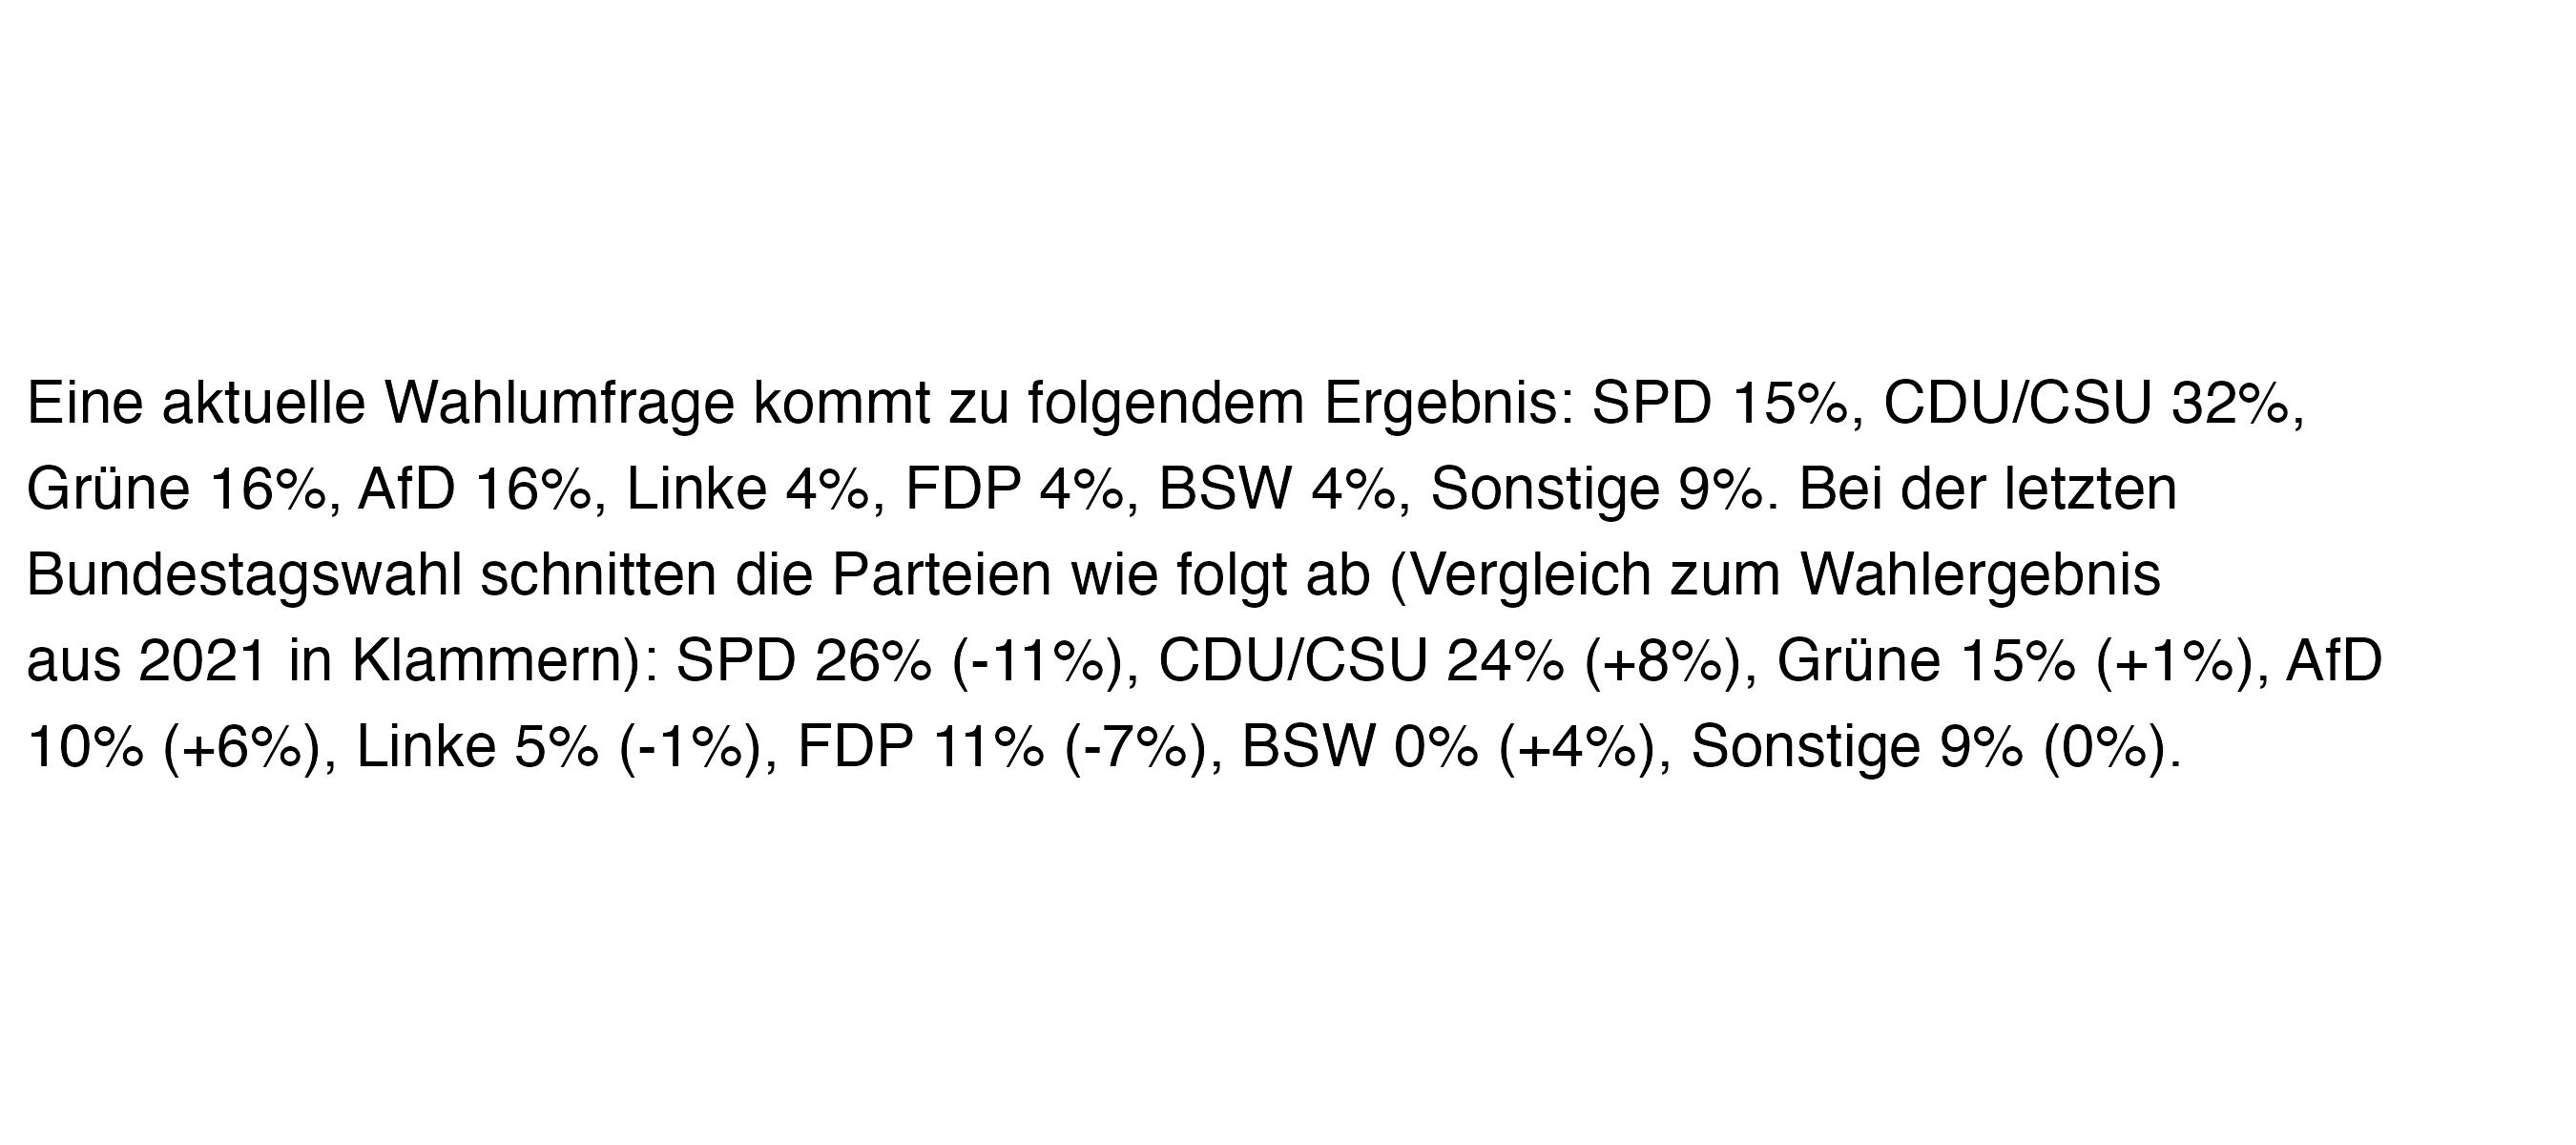 Eine aktuelle Wahlumfrage kommt zu folgendem Ergebnis: SPD 15%, CDU/CSU 32%,
Grüne 16%, AfD 16%, Linke 4%, FDP 4%, BSW 4%, Sonstige 9%. Bei der letzten
Bundestagswahl schnitten die Parteien wie folgt ab (Vergleich zum Wahlergebnis
aus 2021 in Klammern): SPD 26% (-11%), CDU/CSU 24% (+8%), Grüne 15% (+1%), AfD
10% (+6%), Linke 5% (-1%), FDP 11% (-7%), BSW 0% (+4%), Sonstige 9% (0%).